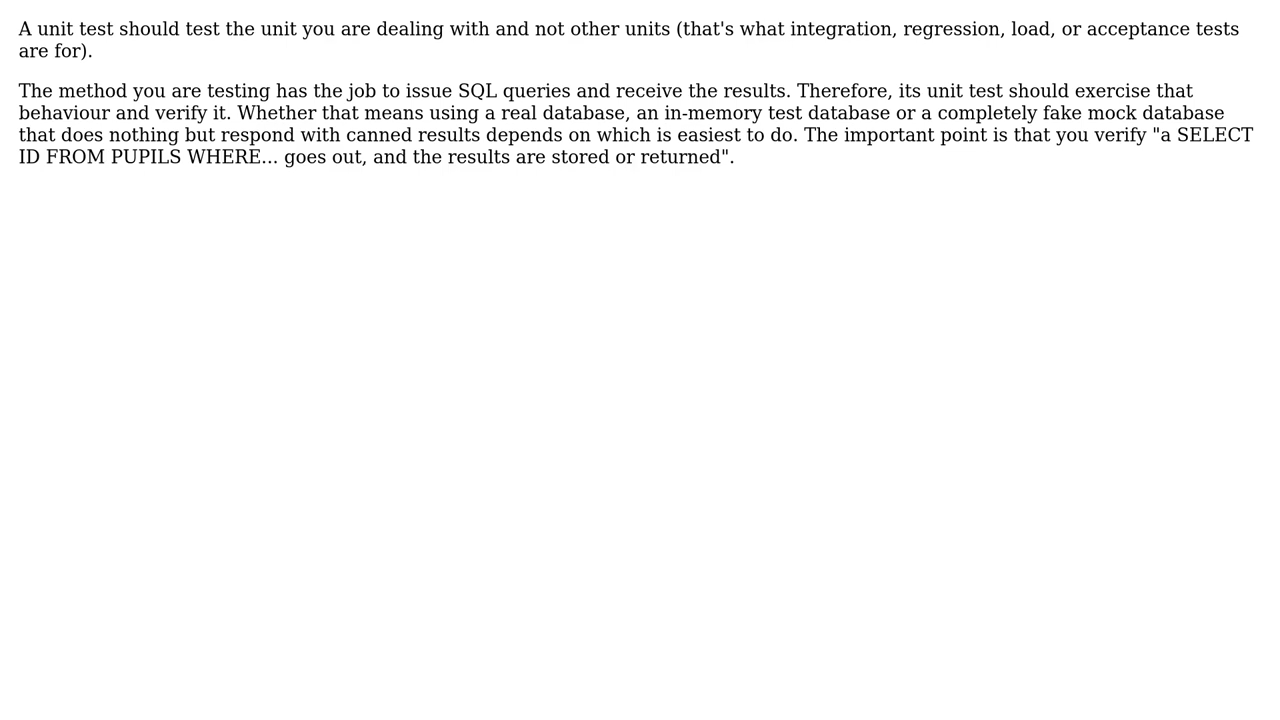 A unit test should test the unit you are dealing with and not other units (that's what integration, regression, load, or acceptance tests
are for).
The method you are testing has the job to issue SQL queries and receive the results. Therefore, its unit test should exercise that
behaviour and verify it. Whether that means using a real database, an in-memory test database or a completely fake mock database
that does nothing but respond with canned results depends on which is easiest to do. The important point is that you verify "a SELECT
ID FROM PUPILS WHERE... goes out, and the results are stored or returned".